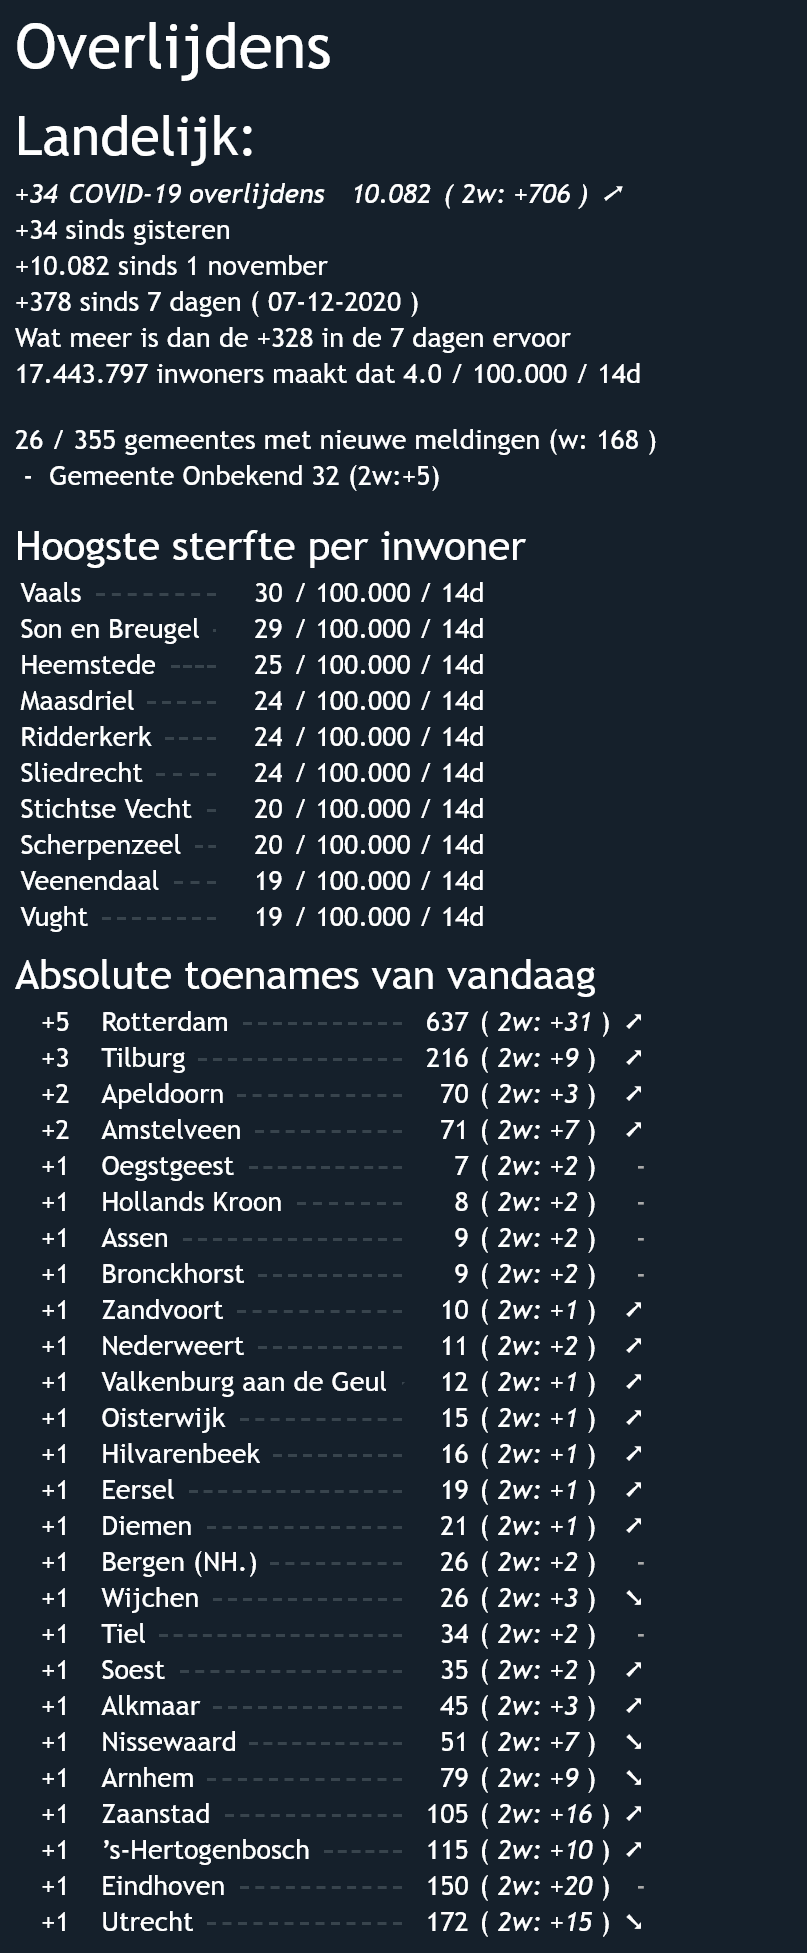 Overlijdens
Landelijk:
+34 COVID-19 overlijdens 10.082 ( 2w: +706 ) ➚
+34 sinds gisteren
+10.082 sinds 1 november
+378 sinds 7 dagen ( 07-12-2020 )
Wat meer is dan de +328 in de 7 dagen ervoor
17.443.797 inwoners maakt dat 4.0 / 100.000 / 14d
26 / 355 gemeentes met nieuwe meldingen (w: 168 )
- Gemeente Onbekend 32 (2w:+5)
Hoogste sterfte per inwoner
Vaals -------- 30 / 100.000 / 14d
Son en Breugel - 29 / 100.000 / 14d
Heemstede ---- 25 / 100.000 / 14d
Maasdriel ----- 24 / 100.000 / 14d
Ridderkerk ---- 24 / 100.000 / 14d
Sliedrecht ---- 24 / 100.000 / 14d
Stichtse Vecht - 20 / 100.000 / 14d
Scherpenzeel -- 20 / 100.000 / 14d
Veenendaal --- 19 / 100.000 / 14d
Vught -------- 19 / 100.000 / 14d
Absolute toenames van vandaag
+5 Rotterdam ----------- 637 ( 2w: +31 ) ➚
+3 Tilburg -------------- 216 ( 2w: +9 ) ➚
+2 Apeldoorn ----------- 70 ( 2w: +3 ) ➚
+2 Amstelveen ---------- 71 ( 2w: +7 ) ➚
+1 Oegstgeest ---------- 7 ( 2w: +2 ) -
+1 Hollands Kroon ------- 8 ( 2w: +2 ) -
+1 Assen --------------- 9 ( 2w: +2 ) -
+1 Bronckhorst ---------- 9 ( 2w: +2 ) -
+1 Zandvoort ----------- 10 ( 2w: +1 ) ➚
+1 Nederweert ---------- 11 ( 2w: +2 ) ➚
+1 Valkenburg aan de Geul - 12 ( 2w: +1 ) ➚
+1 Oisterwijk ----------- 15 ( 2w: +1 ) ➚
+1 Hilvarenbeek --------- 16 ( 2w: +1 ) ➚
+1 Eersel -------------- 19 ( 2w: +1 ) ➚
+1 Diemen ------------- 21 ( 2w: +1 ) ➚
+1 Bergen (NH.) --------- 26 ( 2w: +2 ) -
+1 Wijchen ------------- 26 ( 2w: +3 ) ➘
+1 Tiel ---------------- 34 ( 2w: +2 ) -
+1 Soest --------------- 35 ( 2w: +2 ) ➚
+1 Alkmaar ------------- 45 ( 2w: +3 ) ➚
+1 Nissewaard ---------- 51 ( 2w: +7 ) ➘
+1 Arnhem ------------- 79 ( 2w: +9 ) ➘
+1 Zaanstad ------------ 105 ( 2w: +16 ) ➚
+1 ’s-Hertogenbosch ------ 115 ( 2w: +10 ) ➚
+1 Eindhoven ----------- 150 ( 2w: +20 ) -
+1 Utrecht ------------- 172 ( 2w: +15 ) ➘